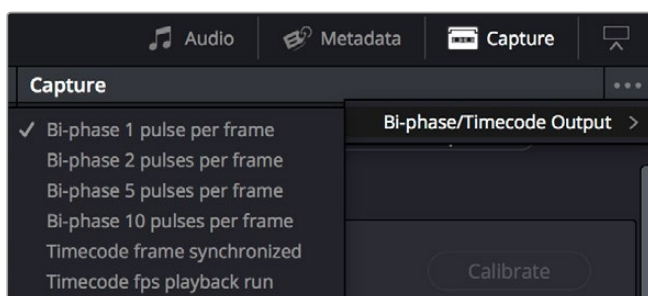 Audio
Metadata
Capture
Capture
Bi-phase/Timecode Output
Bi-phase 1 pulse per frame
Bi-phase 2 pulses per frame
Bi-phase 5 pulses per frame
Bi-phase 10 pulses per frame
Timecode frame synchronized
Timecode fps playback run
Calibrate